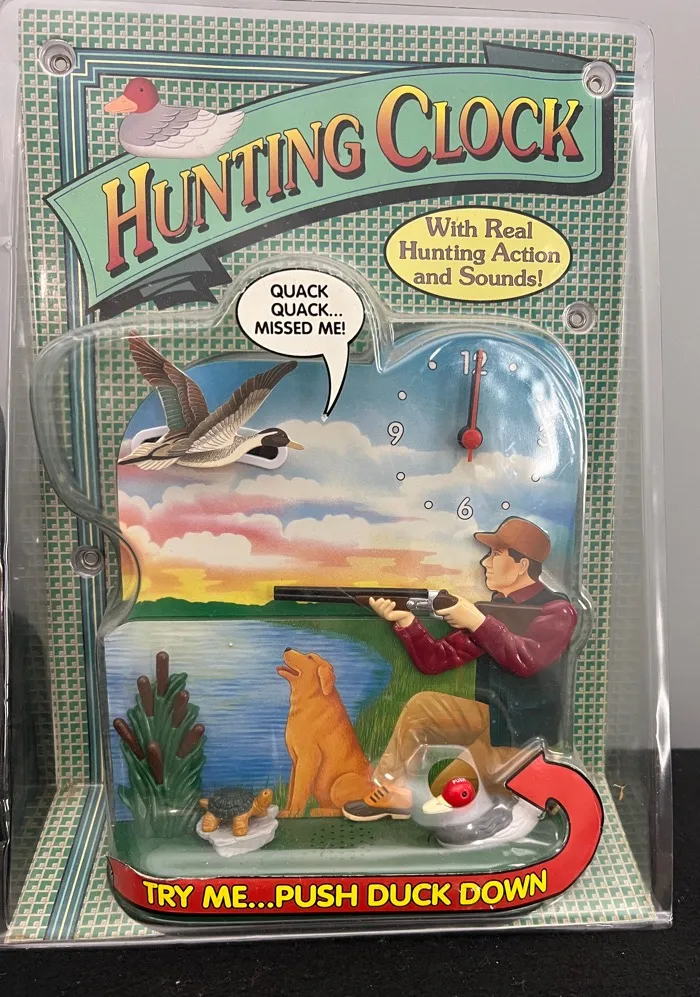 HUNTING CLOCK
With Real
Hunting Action
and Sounds!
QUACK
QUACK...
MISSED ME!
12
9
6
PUSH
TRY ME...PUSH DUCK DOWN